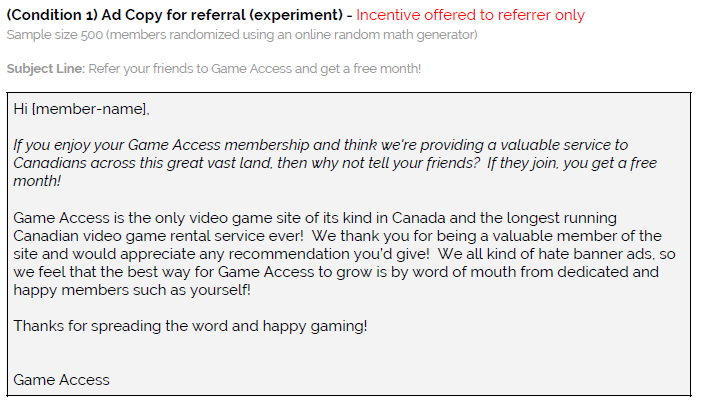 (Condition 1) Ad Copy for referral (experiment) - Incentive offered to referrer only
Sample size 500 (members randomized using an online random math generator)
Subject Line: Refer your friends to Game Access and get a free month!
Hi [member-name],
If you enjoy your Game Access membership and think we're providing a valuable service to
Canadians across this great vast land, then why not tell your friends?  If they join, you get a free
month!
Game Access is the only video game site of its kind in Canada and the longest running
Canadian video game rental service ever!  We thank you for being a valuable member of the
site and would appreciate any recommendation you'd give!  We all kind of hate banner ads, so
we feel that the best way for Game Access to grow is by word of mouth from dedicated and
happy members such as yourself!
Thanks for spreading the word and happy gaming!
Game Access